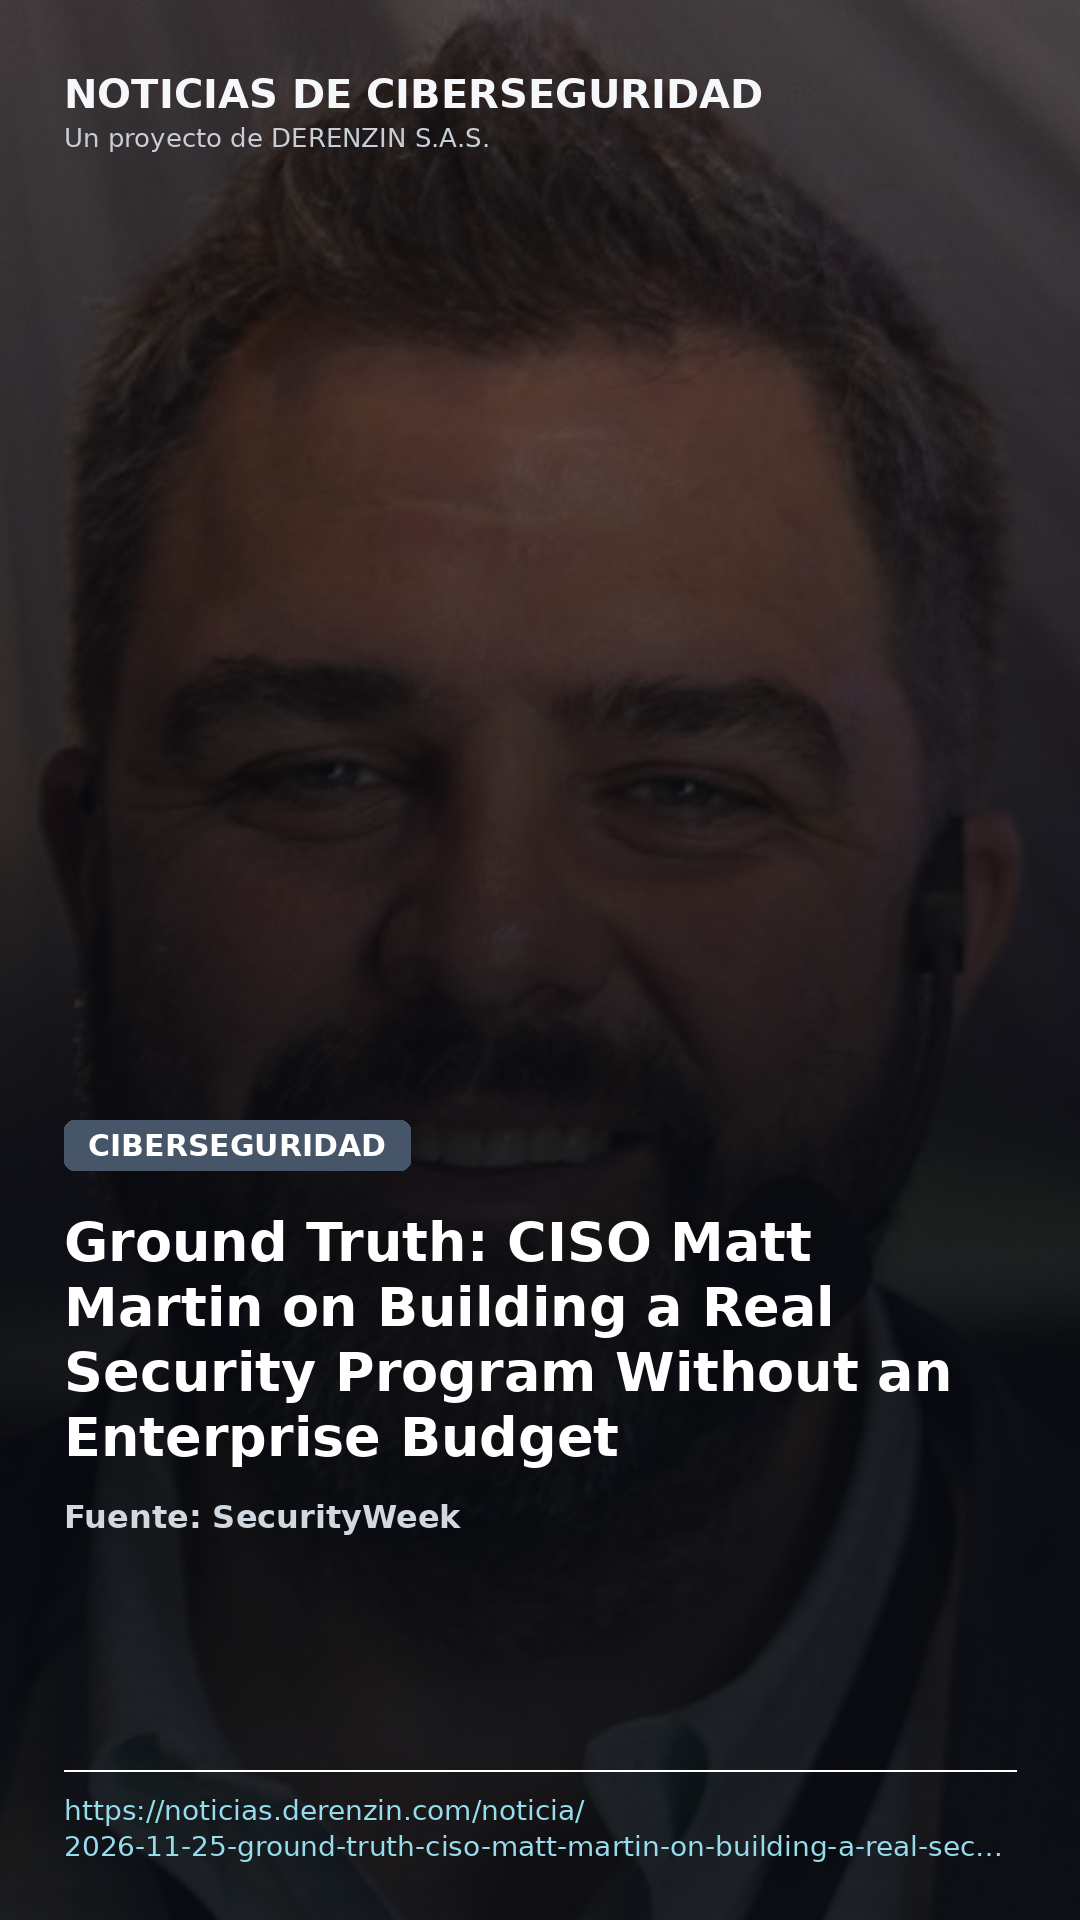 NOTICIAS DE CIBERSEGURIDAD
Un proyecto de DERENZIN S.A.S.
CIBERSEGURIDAD
Ground Truth: CISO Matt
Martin on Building a Real
Security Program Without an
Enterprise Budget
Fuente: SecurityWeek
https://noticias.derenzin.com/noticia/
2026-11-25-ground-truth-ciso-matt-martin-on-building-a-real-sec...